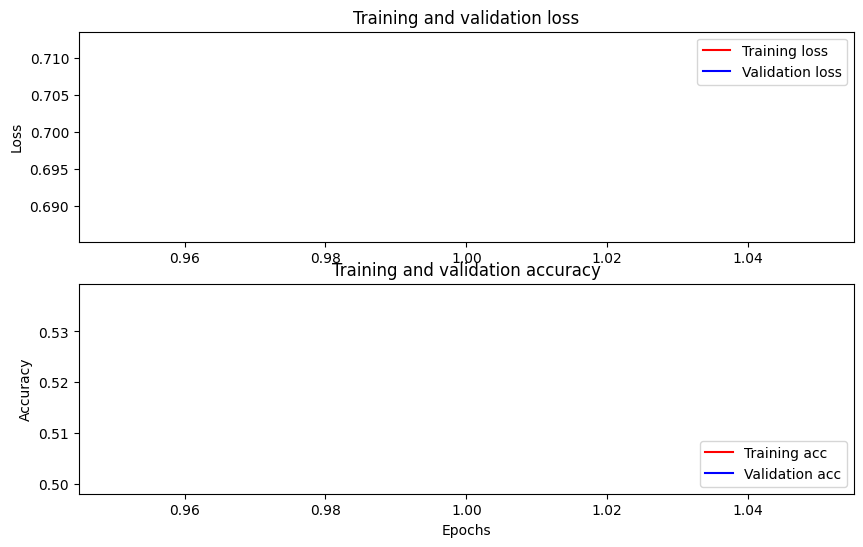 Training and validation loss
0.710
0.705
0.700
0.695
0.690
Loss
Training loss
Validation loss
0.96 0.98 1.00 1.02 1.04
Training and validation accuracy
0.53
0.52
0.51
0.50
Accuracy
Training acc
Validation acc
0.96 0.98 1.00 1.02 1.04
Epochs